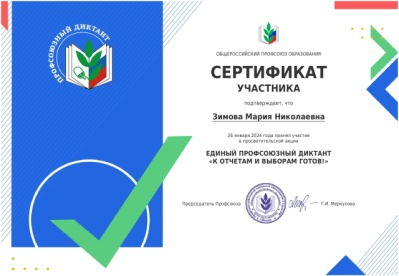 ПРОФСОЮЗНЫЙ ДИКТАНТ
ОБЩЕРОССИЙСКИЙ ПРОФСОЮЗ ОБРАЗОВАНИЯ
СЕРТИФИКАТ
УЧАСТНИКА
подтверждает, что
Зимова Мария Николаевна
26 января 2024 года принял участие
в просветительской акции
ЕДИНЫЙ ПРОФСОЮЗНЫЙ ДИКТАНТ
«К ОТЧЕТАМ И ВЫБОРАМ ГОТОВ!»
Председатель Профсоюза Г.И. Меркулова